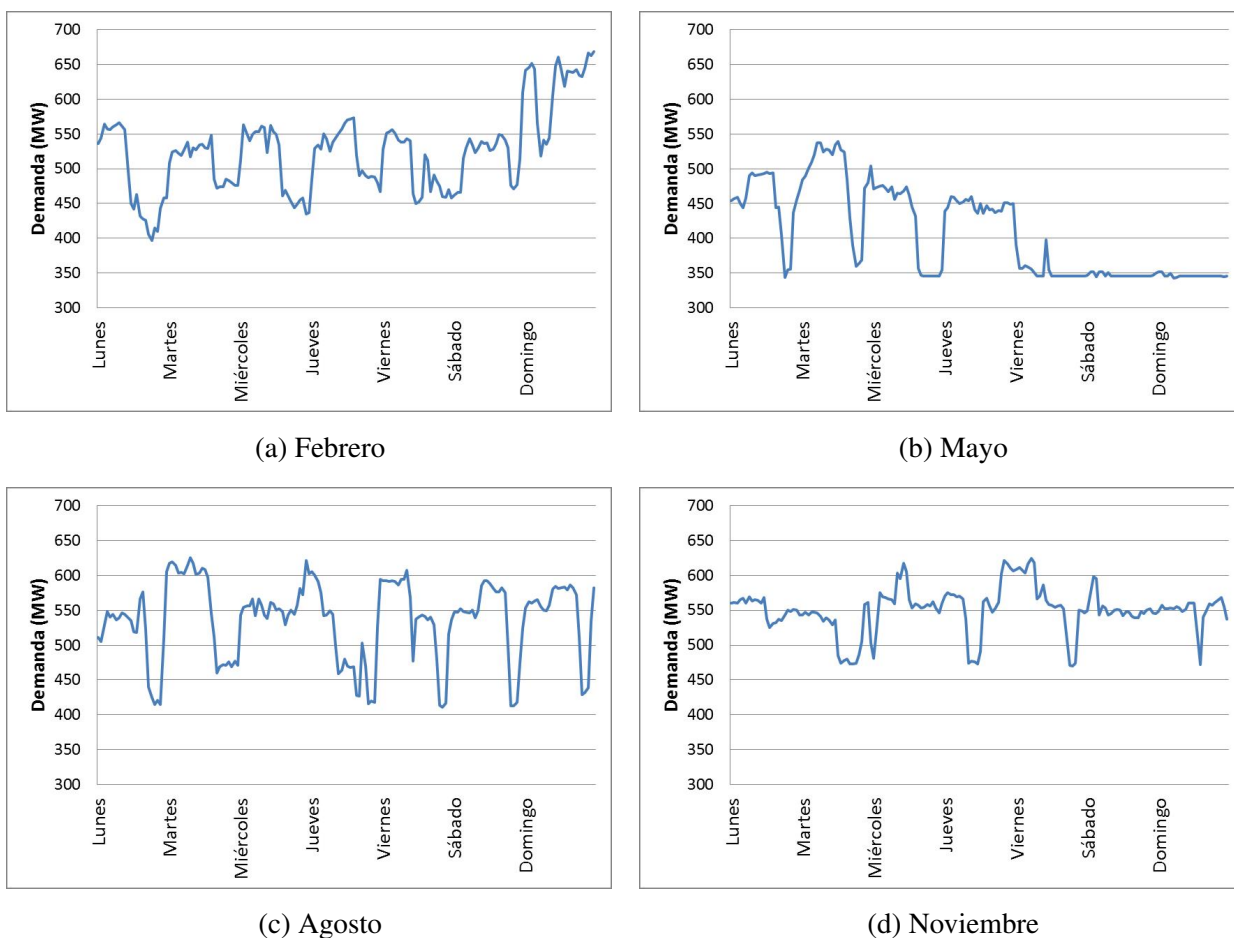 700
650
600
550
500
450
400
350
300
Demanda (MW)
Lunes
Martes
Miércoles
Jueves
Viernes
Sábado
Domingo
(a) Febrero
700
650
600
550
500
450
400
350
300
Demanda (MW)
Lunes
Martes
Miércoles
Jueves
Viernes
Sábado
Domingo
(b) Mayo
700
650
600
550
500
450
400
350
300
Demanda (MW)
Lunes
Martes
Miércoles
Jueves
Viernes
Sábado
Domingo
(c) Agosto
700
650
600
550
500
450
400
350
300
Demanda (MW)
Lunes
Martes
Miércoles
Jueves
Viernes
Sábado
Domingo
(d) Noviembre